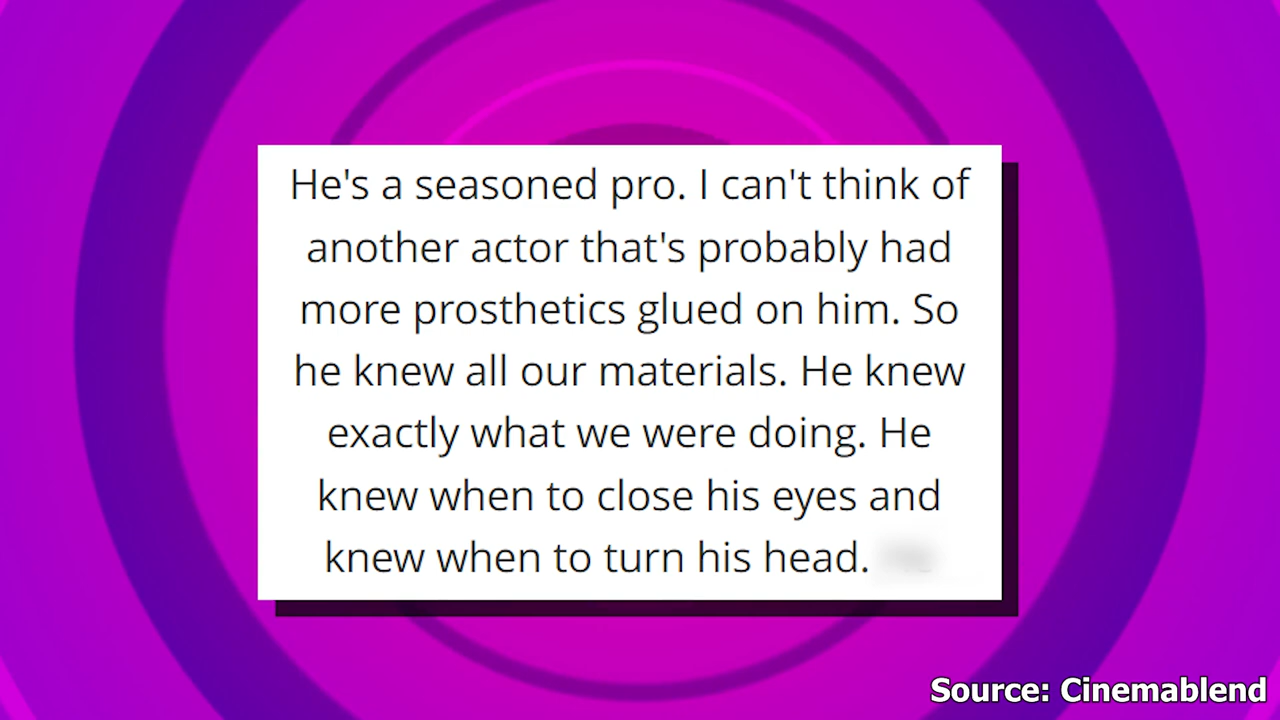 He's a seasoned pro. I can't think of
another actor that's probably had
more prosthetics glued on him. So
he knew all our materials. He knew
exactly what we were doing. He
knew when to close his eyes and
knew when to turn his head.
Source: Cinemablend